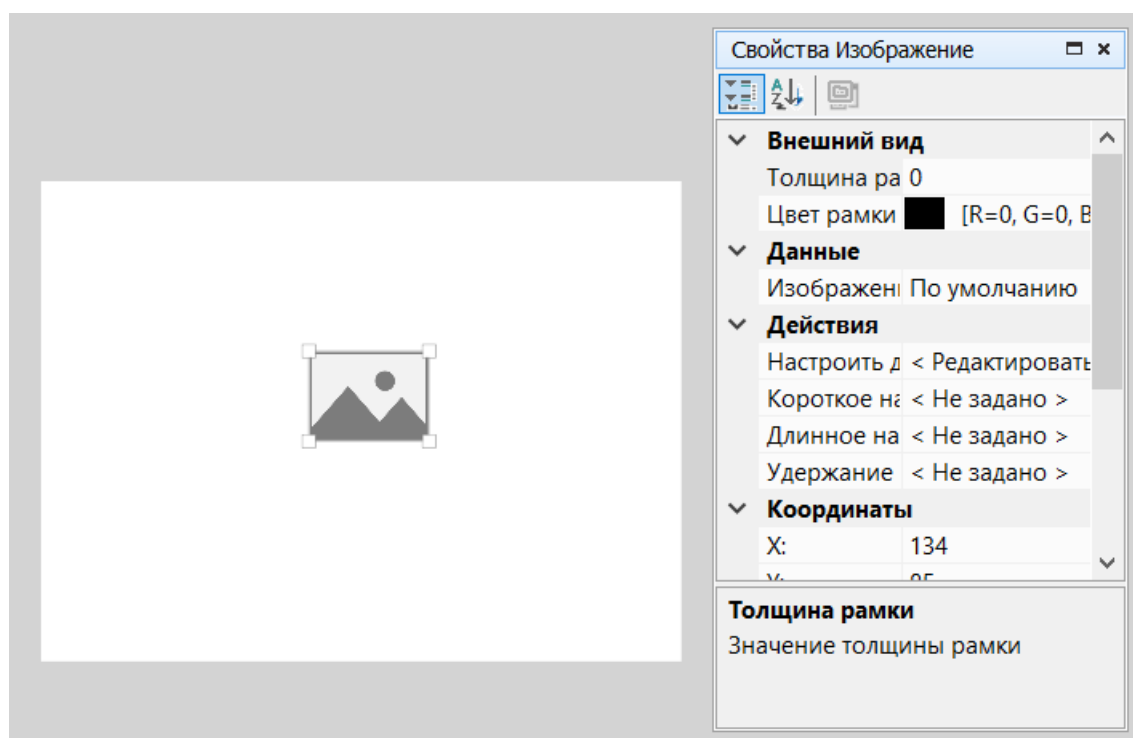 Свойства Изображение
Внешний вид
Толщина ра 0
Цвет рамки [R=0, G=0, B
Данные
Изображени По умолчанию
Действия
Настроить д < Редактировать
Короткое на < Не задано >
Длинное на < Не задано >
Удержание < Не задано >
Координаты
X: 134
Толщина рамки
Значение толщины рамки